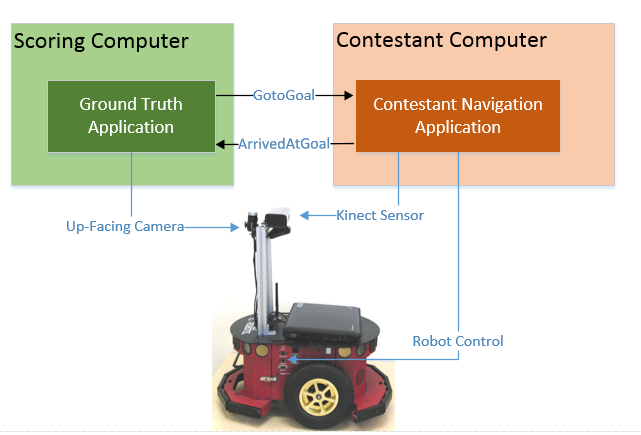 Scoring Computer
Contestant Computer
Ground Truth
Application
GotoGoal
Contestant Navigation
Application
ArrivedAtGoal
Kinect Sensor
Up-Facing Camera
Robot Control